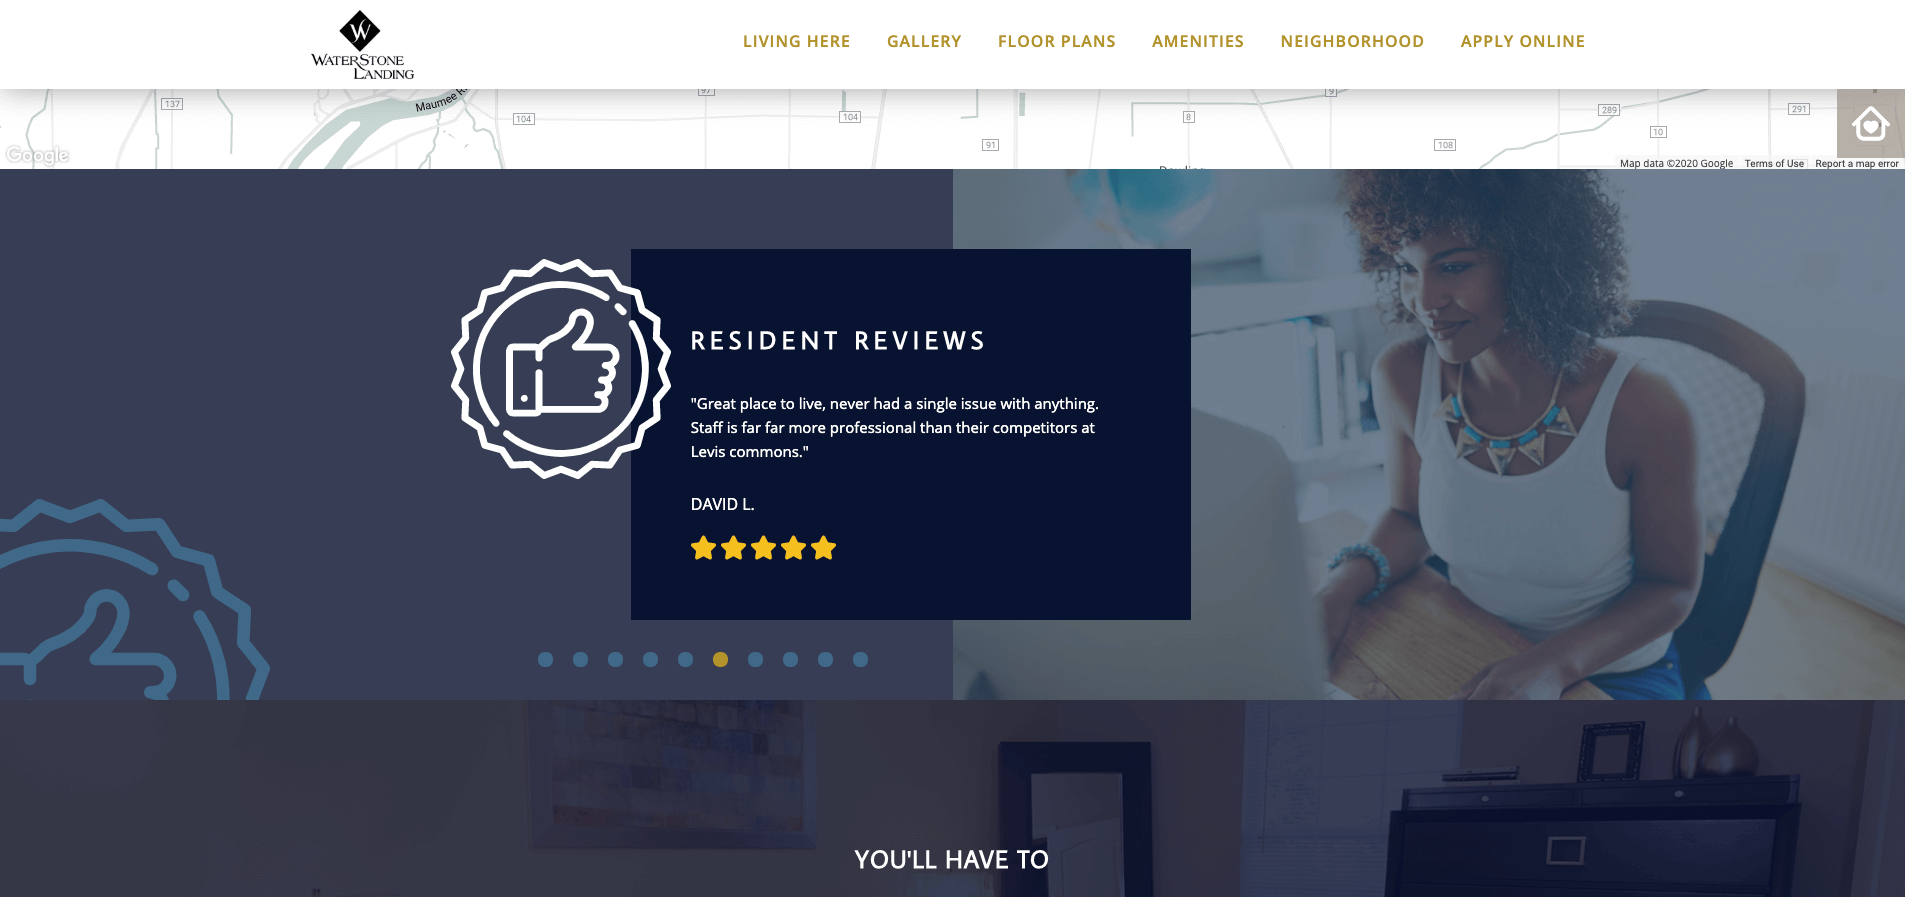 W
WATERSTONE
LANDING
LIVING HERE
GALLERY
FLOOR PLANS
AMENITIES
NEIGHBORHOOD
APPLY ONLINE
137
Maumee
104
97
104
91
8
9
108
289
10
291
Google
Map data ©2020 Google
Terms of Use
Report a map error
RESIDENT REVIEWS
"Great place to live, never had a single issue with anything.
Staff is far far more professional than their competitors at
Levis commons."
DAVID L.
YOU'LL HAVE TO